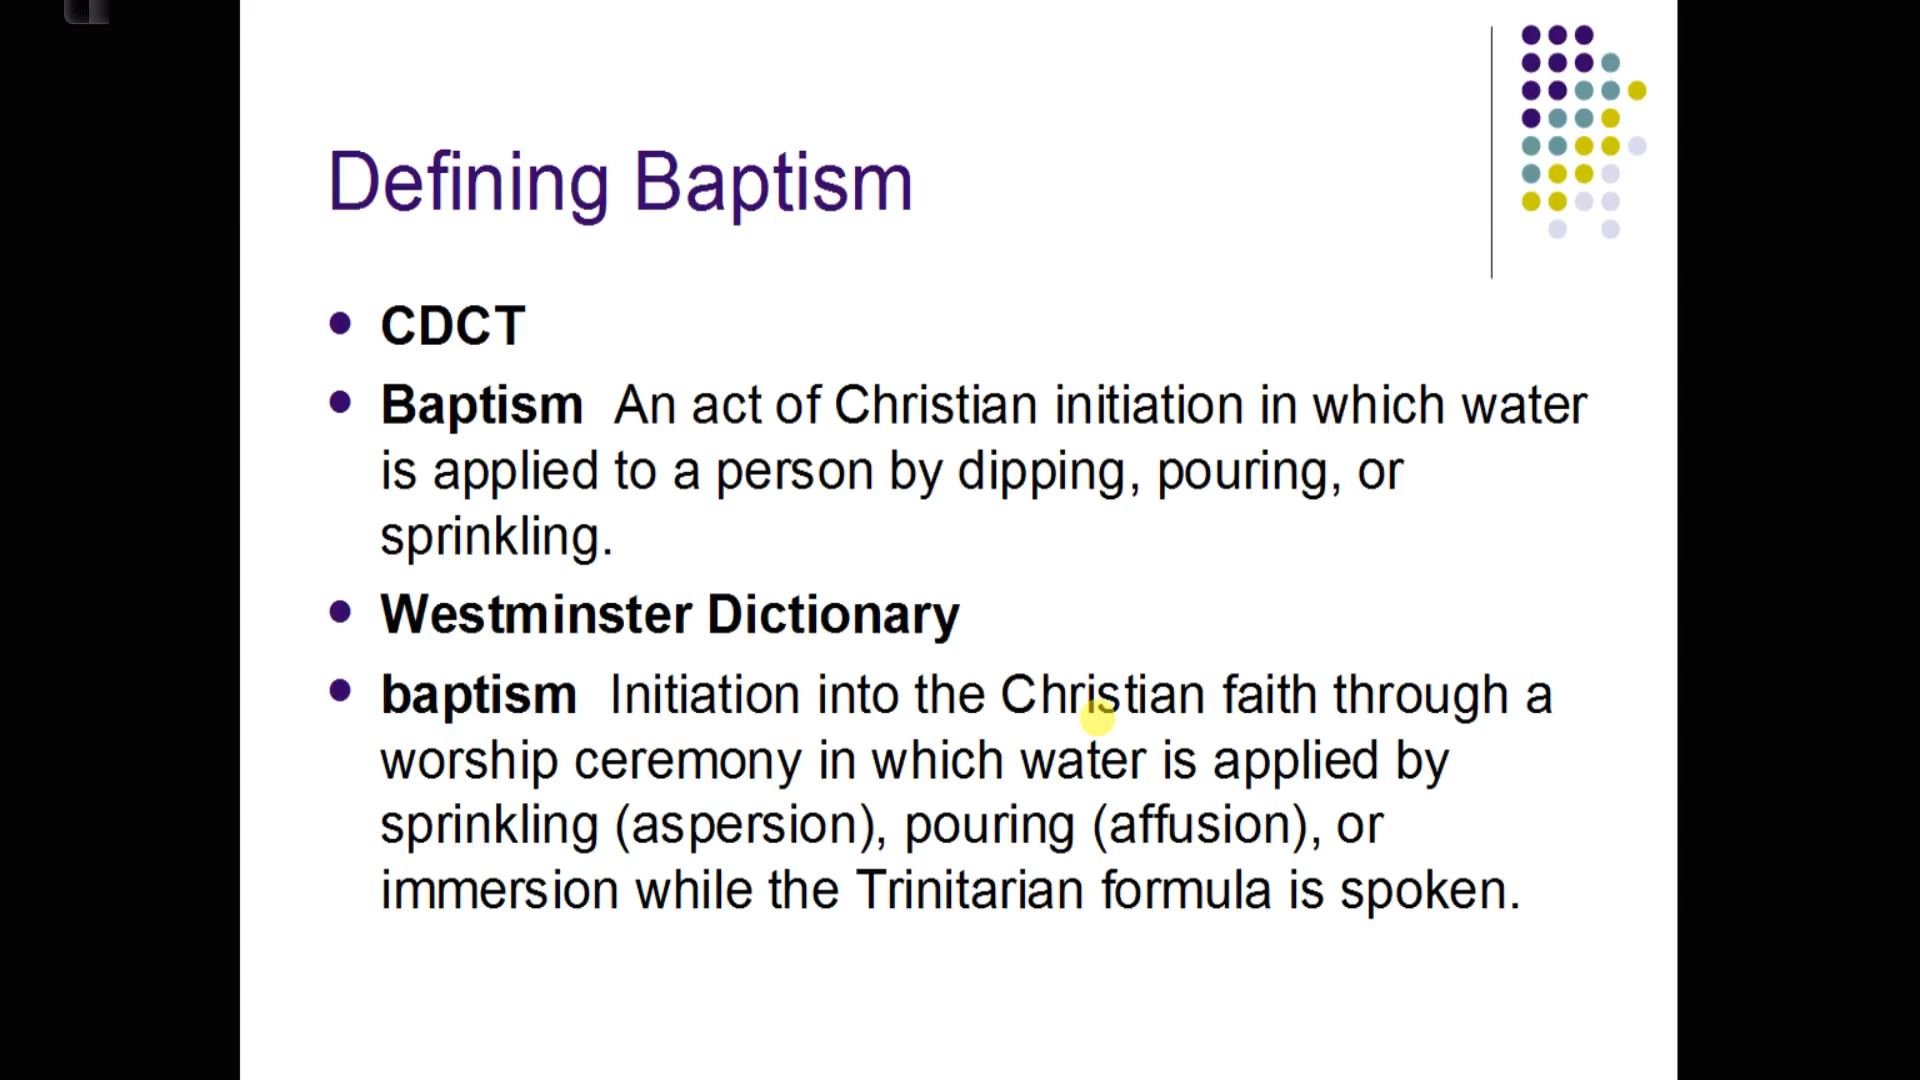 Defining Baptism
CDCT
Baptism An act of Christian initiation in which water
is applied to a person by dipping, pouring, or
sprinkling.
Westminster Dictionary
baptism Initiation into the Christian faith through a
worship ceremony in which water is applied by
sprinkling (aspersion), pouring (affusion), or
immersion while the Trinitarian formula is spoken.